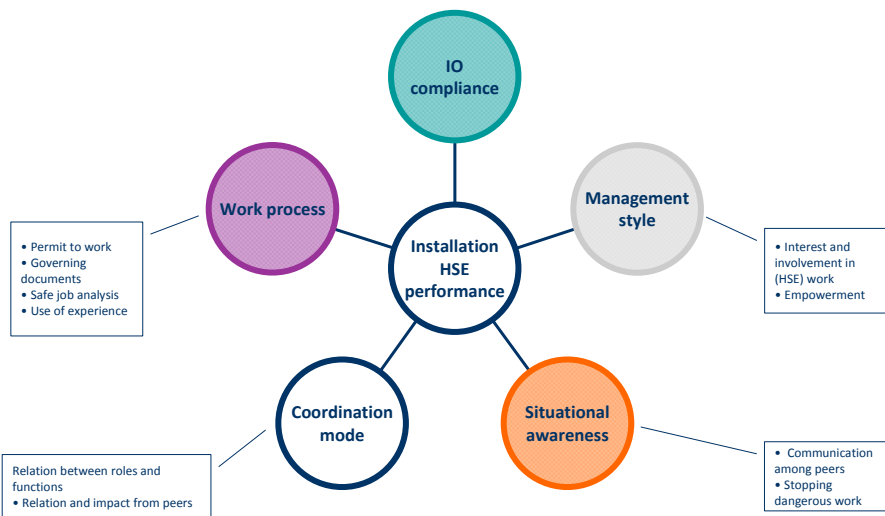 IO
compliance
Work process
Management
style
Installation
HSE
performance
• Permit to work
• Governing
documents
• Safe job analysis
• Use of experience
• Interest and
involvement in
(HSE) work
• Empowerment
Coordination
mode
Situational
awareness
Relation between roles and
functions
• Relation and impact from peers
• Communication
among peers
• Stopping
dangerous work